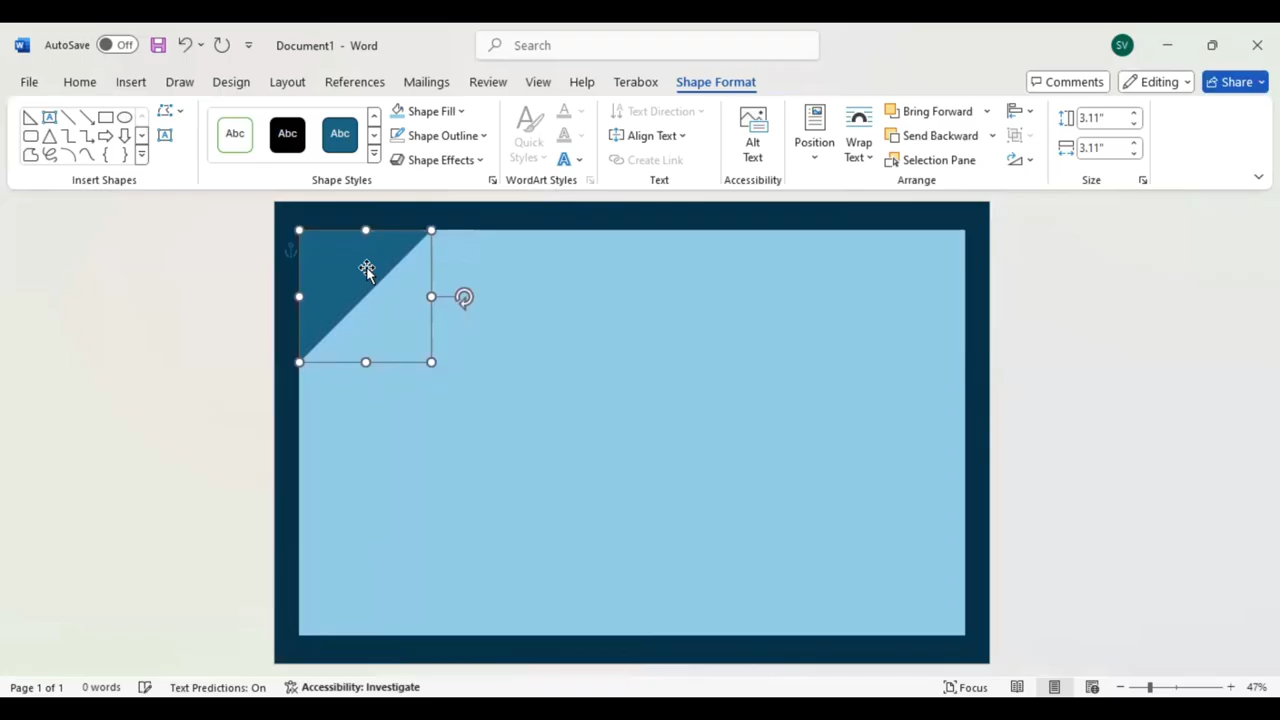 AutoSave Off Document1 - Word Search SV
File Home Insert Draw Design Layout References Mailings Review View Help Terabox Shape Format Comments Editing Share
Abc Abc Abc
Shape Fill
Shape Outline
Shape Effects
Quick
Styles
Text Direction
Align Text
Create Link
Alt
Text
Position
Wrap
Text
Bring Forward
Send Backward
Selection Pane
3.11"
3.11"
Insert Shapes Shape Styles WordArt Styles Text Accessibility Arrange Size
Page 1 of 1 0 words Text Predictions: On Accessibility: Investigate Focus 47%